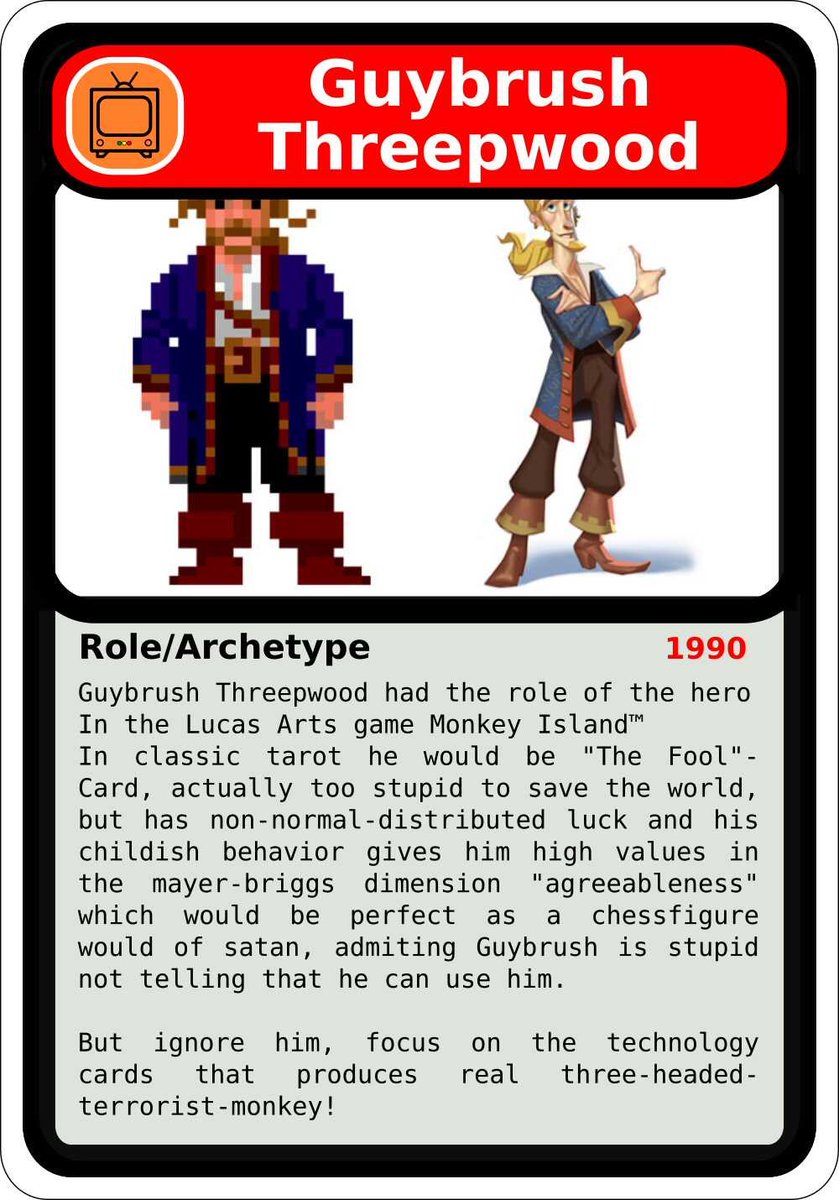 Guybrush
Threepwood
Role/Archetype 1990
Guybrush Threepwood had the role of the hero
In the Lucas Arts game Monkey Island™
In classic tarot he would be "The Fool"-
Card, actually too stupid to save the world,
but has non-normal-distributed luck and his
childish behavior gives him high values in
the mayer-briggs dimension "agreeableness"
which would be perfect as a chessfigure
would of satan, admiting Guybrush is stupid
not telling that he can use him.
But ignore him, focus on the technology
cards that produces real three-headed-
terrorist-monkey!